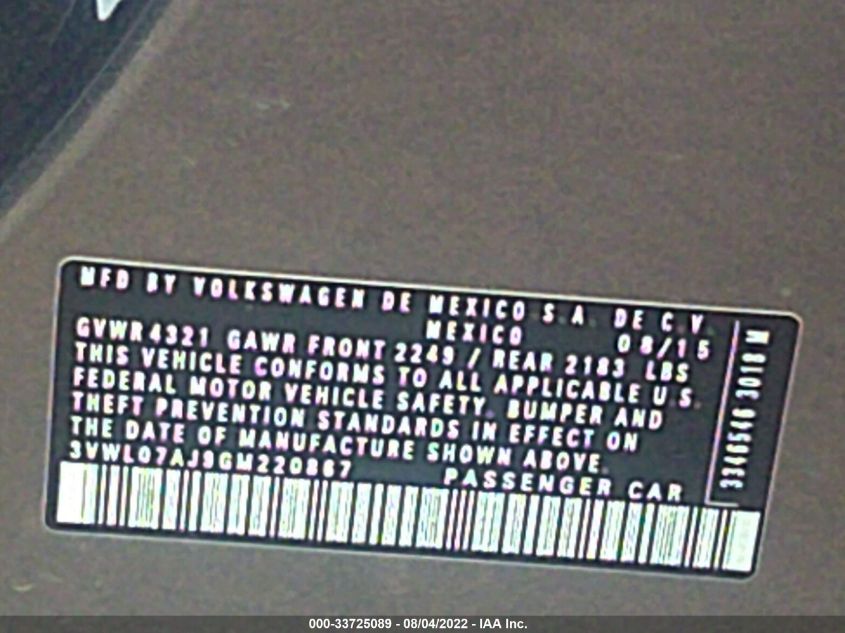 MFD BY VOLKSWAGEN DE MEXICO S.A. DE C.V.
MEXICO 08/15
GVWR 4321 GAWR FRONT 2249 / REAR 2183 LBS
THIS VEHICLE CONFORMS TO ALL APPLICABLE U.S.
FEDERAL MOTOR VEHICLE SAFETY, BUMPER AND
THEFT PREVENTION STANDARDS IN EFFECT ON
THE DATE OF MANUFACTURE SHOWN ABOVE.
3VWL07AJ9GM220867
PASSENGER CAR
3346546 3018 M
000-33725089 - 08/04/2022 - IAA Inc.